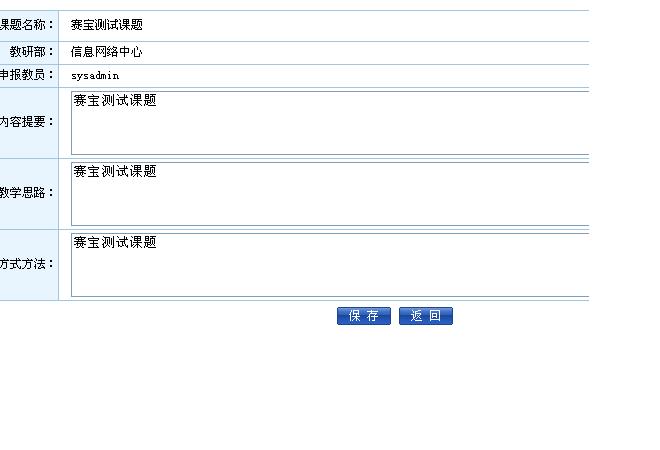 课题名称： 赛宝测试课题
教研部： 信息网络中心
申报教员： sysadmin
内容提要： 赛宝测试课题
教学思路： 赛宝测试课题
方式方法： 赛宝测试课题
保 存 返 回